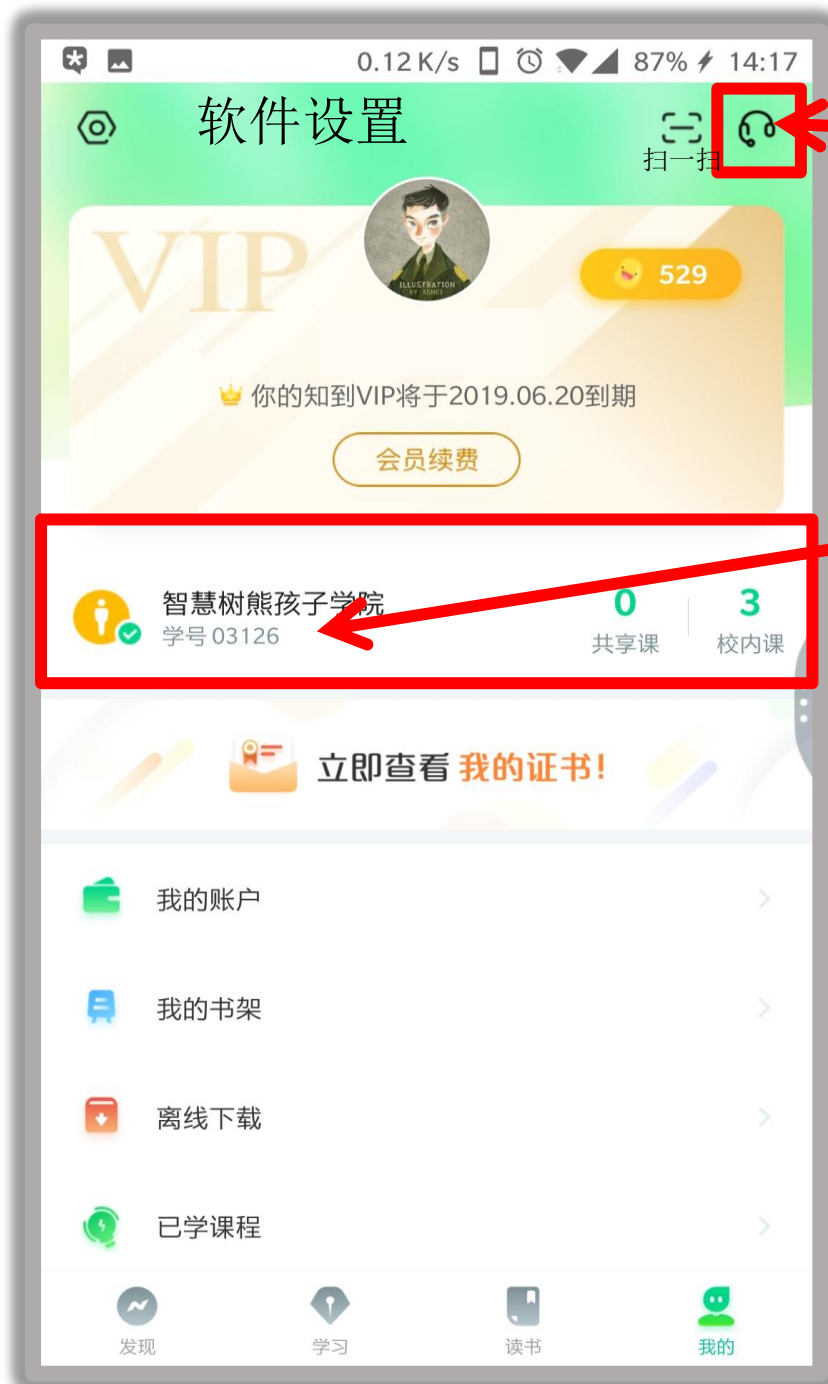 0.12 K/s 87% 14:17
软件设置
扫一扫
VIP
ILLUSTRATION
BY ASHUI
529
你的知到VIP将于2019.06.20到期
会员续费
智慧树熊孩子学院
学号 03126
0
共享课
3
校内课
立即查看 我的证书!
我的账户
我的书架
离线下载
已学课程
发现
学习
读书
我的